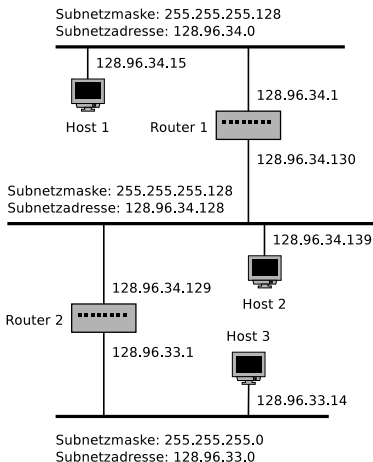 Subnetzmaske: 255.255.255.128
Subnetzadresse: 128.96.34.0
128.96.34.15
128.96.34.1
Host 1
Router 1
128.96.34.130
Subnetzmaske: 255.255.255.128
Subnetzadresse: 128.96.34.128
128.96.34.139
128.96.34.129
Host 2
Router 2
Host 3
128.96.33.1
128.96.33.14
Subnetzmaske: 255.255.255.0
Subnetzadresse: 128.96.33.0